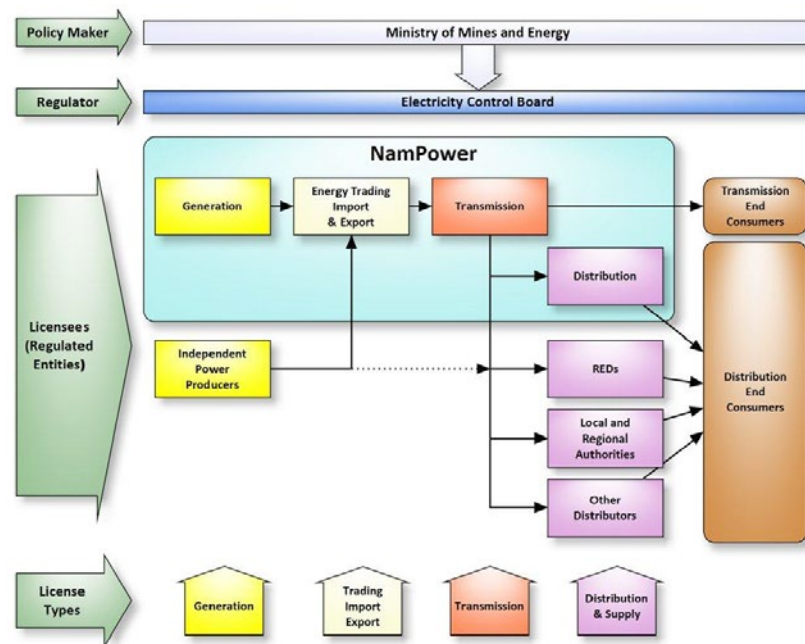 Policy Maker
Ministry of Mines and Energy
Regulator
Electricity Control Board
NamPower
Generation
Energy Trading
Import
& Export
Transmission
Transmission
End
Consumers
Distribution
Licensees
(Regulated
Entities)
Independent
Power
Producers
REDs
Distribution
End
Consumers
Local and
Regional
Authorities
Other
Distributors
License
Types
Generation
Trading
Import
Export
Transmission
Distribution
& Supply